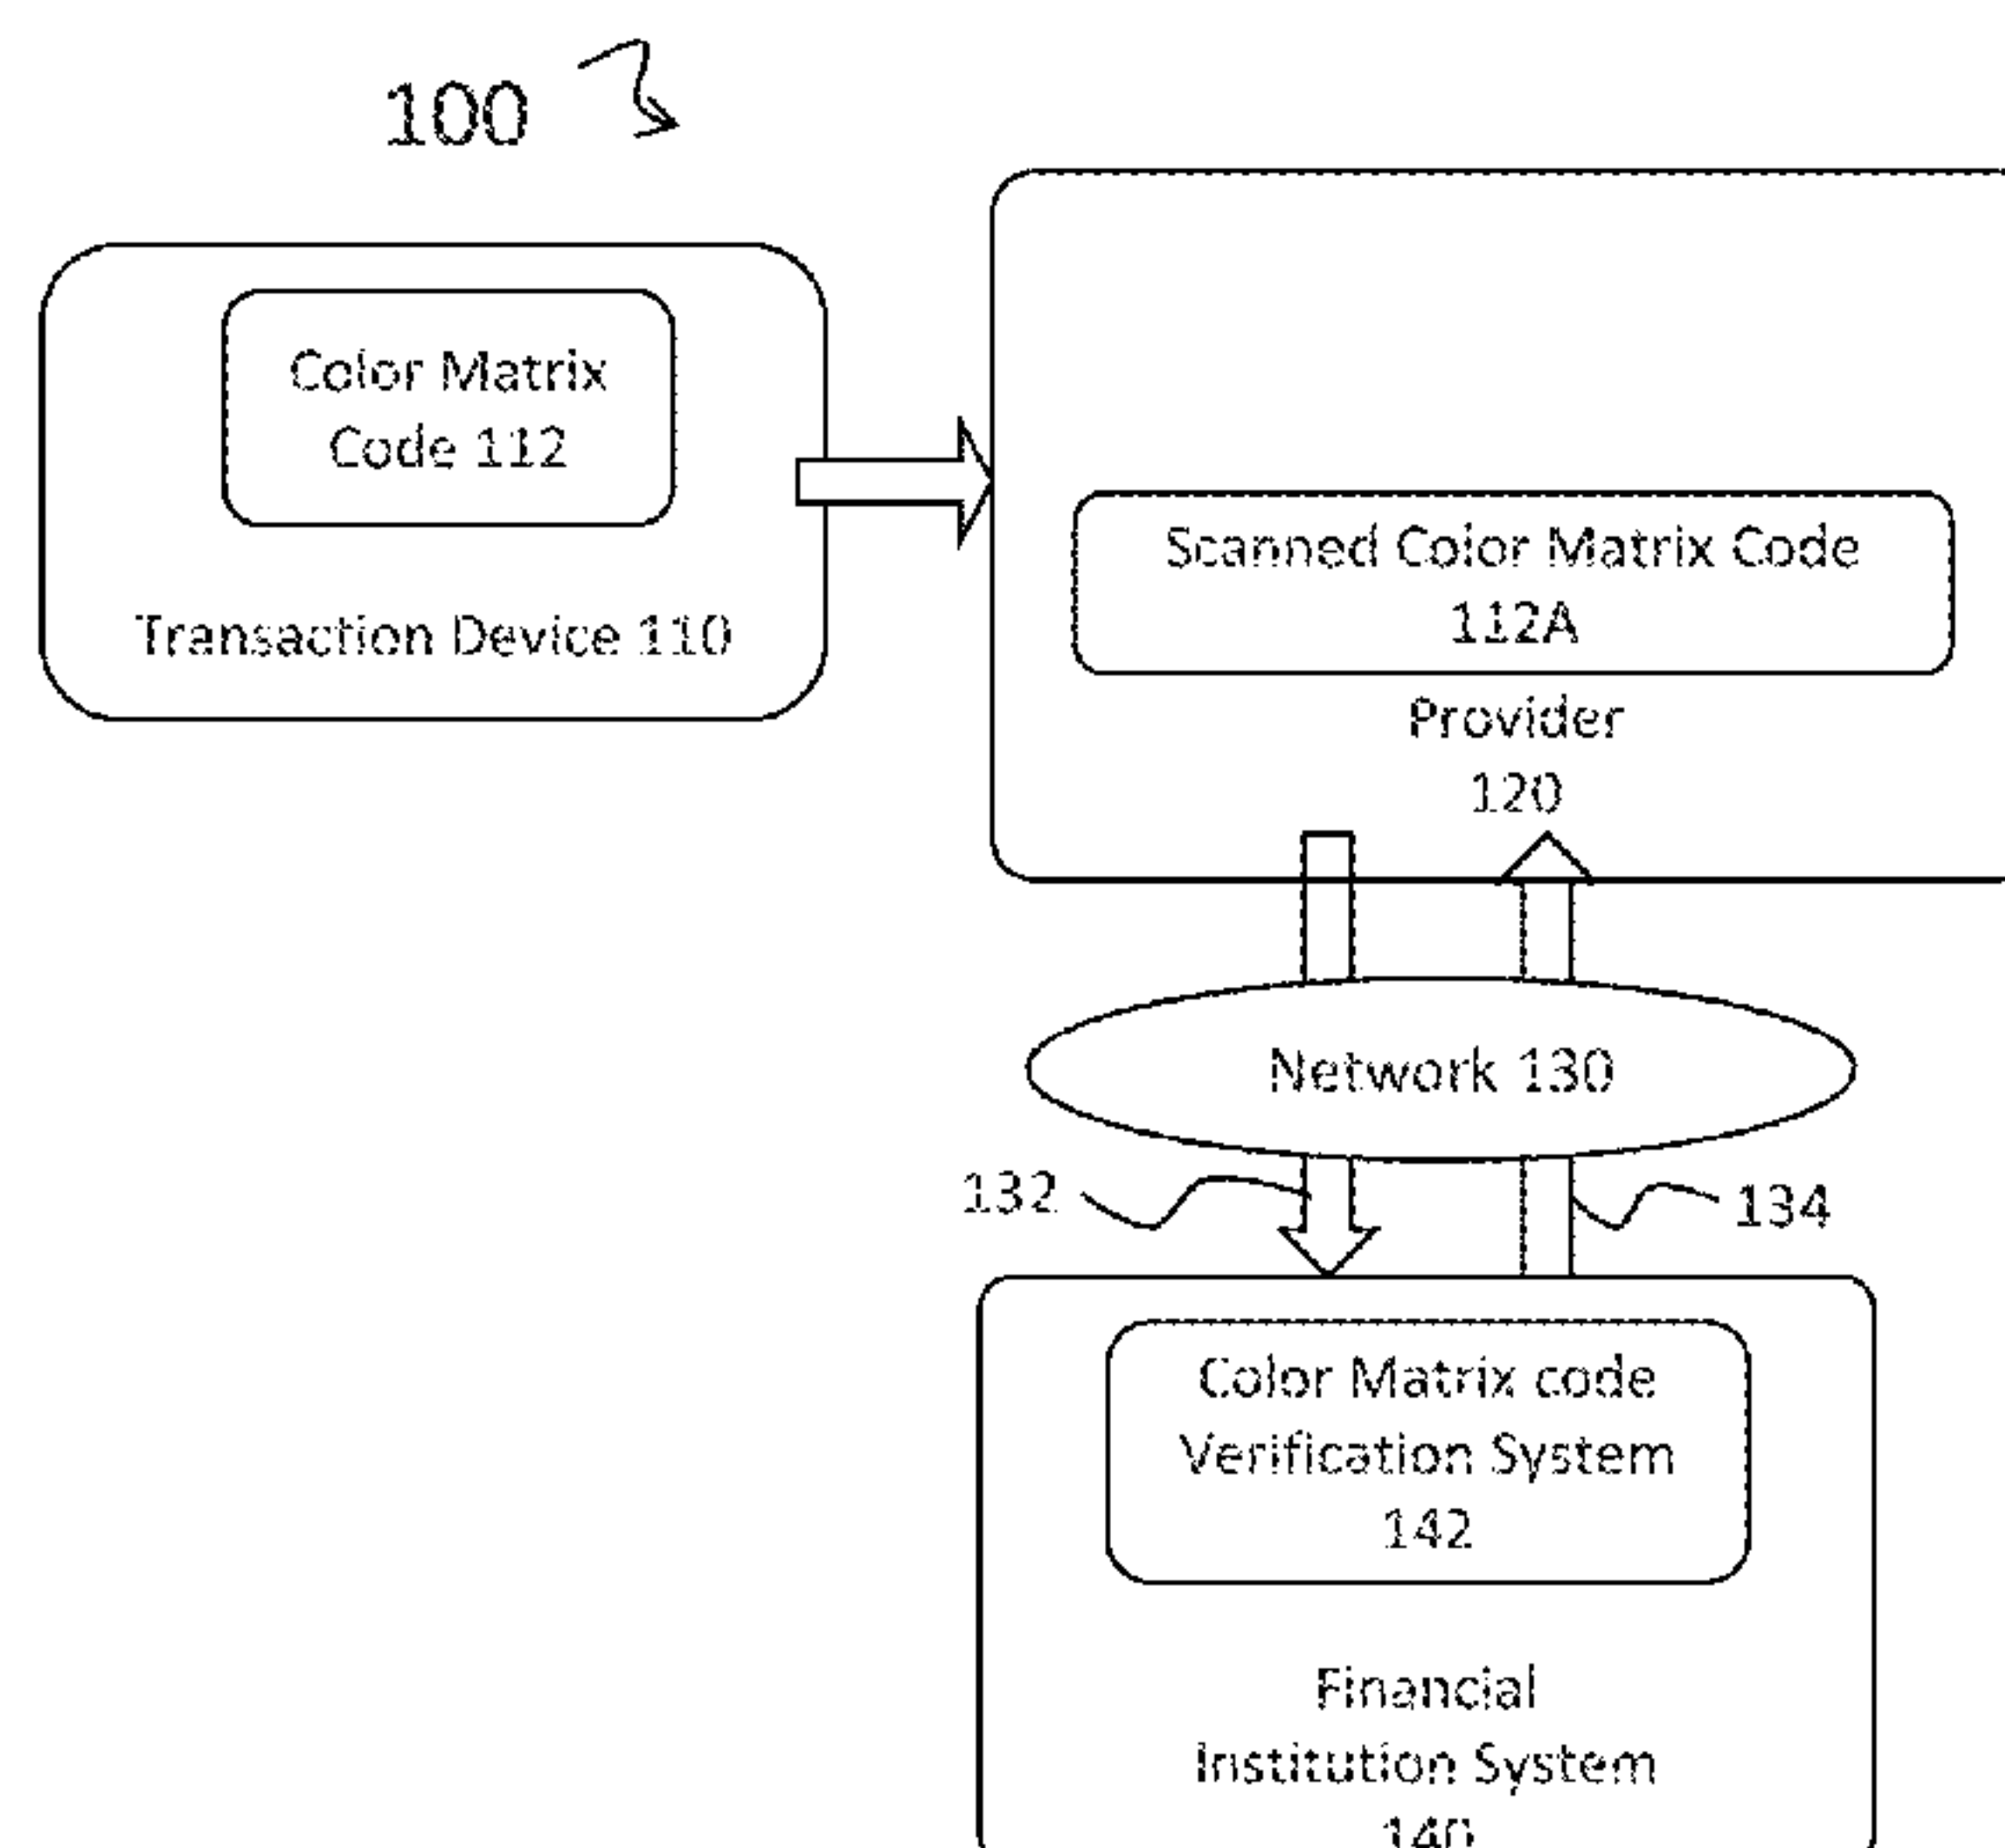 100
Color Matrix
Code 112
Transaction Device 110
Scanned Color Matrix Code
112A
Provider
120
Network 130
132
134
Color Matrix code
Verification System
142
Financial
Institution System
140